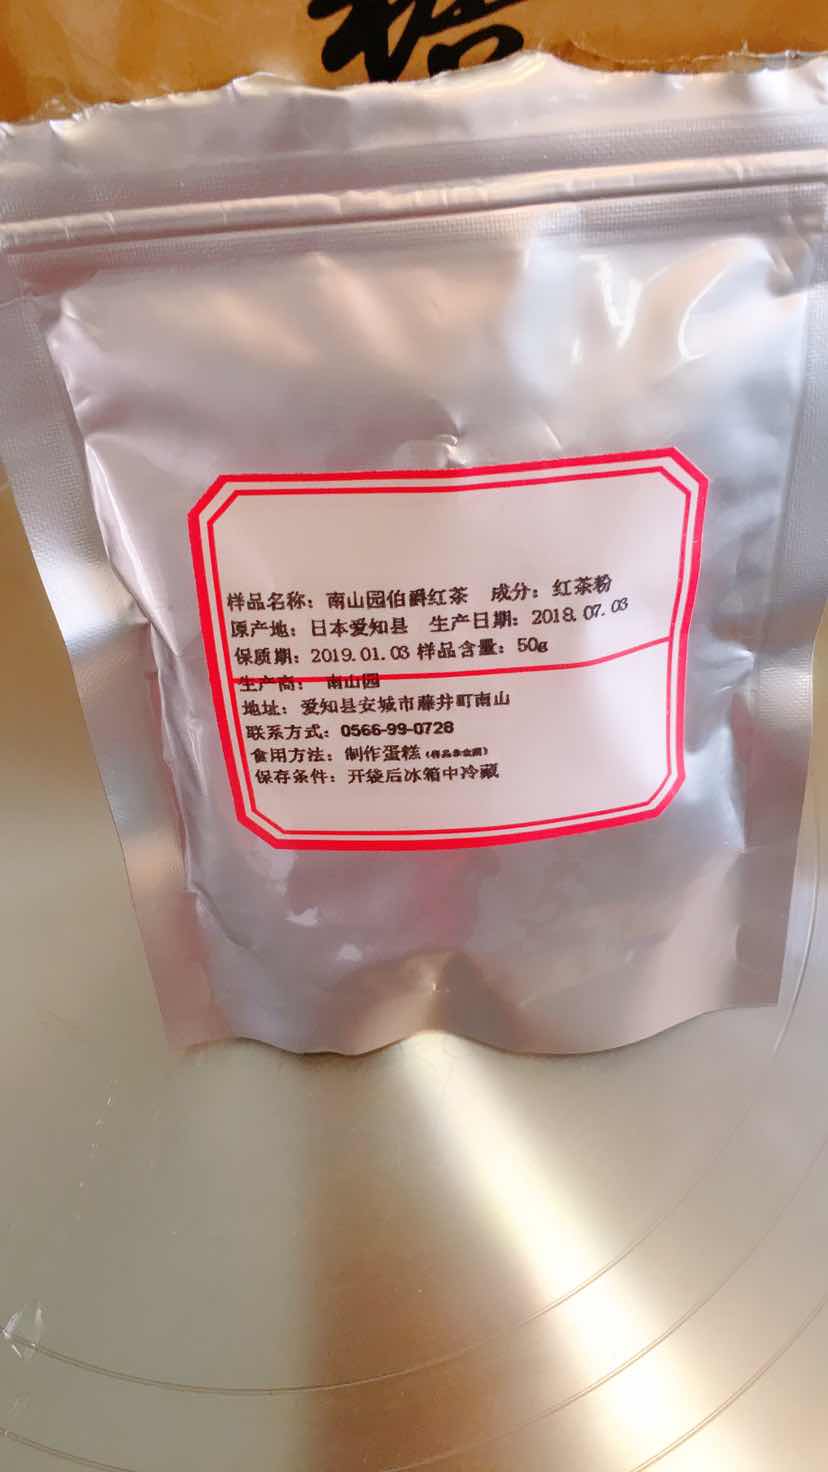 糖
样品名称：南山园伯爵红茶 成分：红茶粉
原产地：日本爱知县 生产日期：2018.07.03
保质期：2019.01.03 样品含量：50g
生产商： 南山园
地址：爱知县安城市藤井町南山
联系方式：0566-99-0728
食用方法：制作蛋糕
保存条件：开袋后冰箱中冷藏